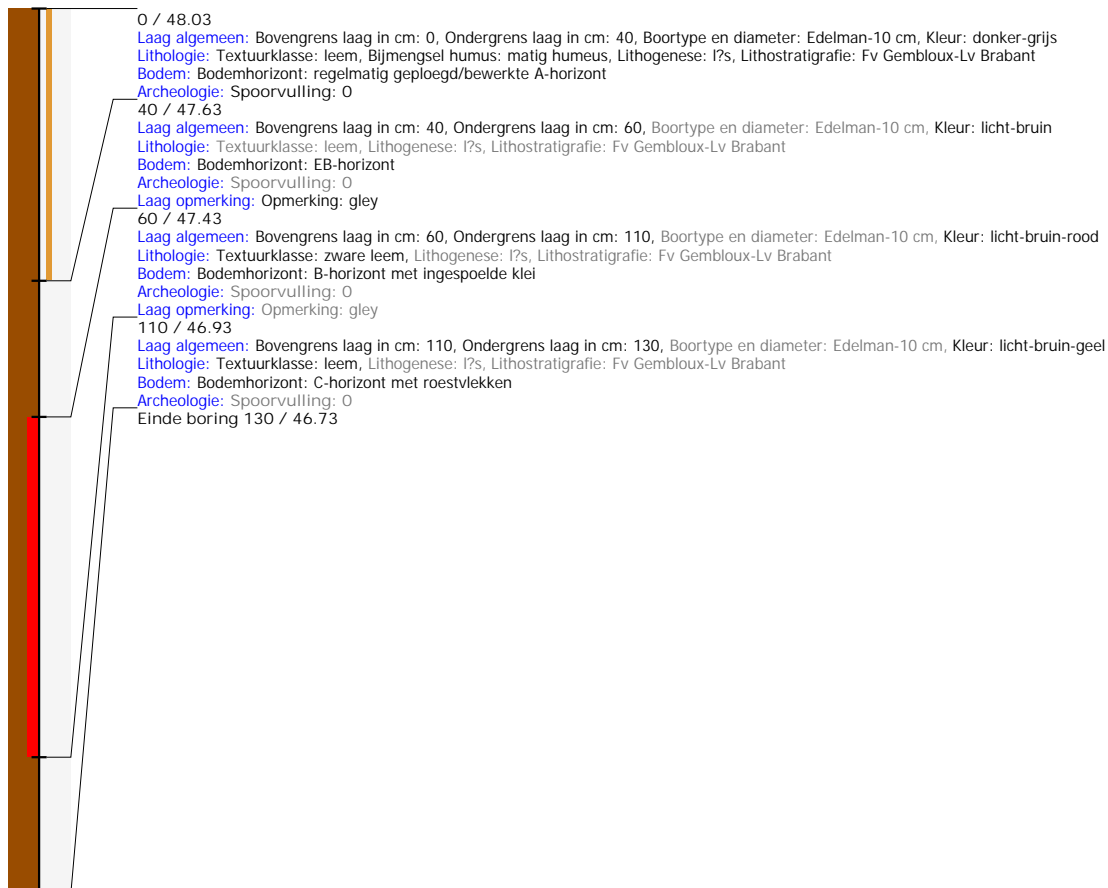 0 / 48.03
Laag algemeen: Bovengrens laag in cm: 0, Ondergrens laag in cm: 40, Boortype en diameter: Edelman-10 cm, Kleur: donker-grijs
Lithologie: Textuurklasse: leem, Bijmengsel humus: matig humeus, Lithogenese: l?s, Lithostratigrafie: Fv Gembloux-Lv Brabant
Bodem: Bodemhorizont: regelmatig geploegd/bewerkte A-horizont
Archeologie: Spoorvulling: 0
40 / 47.63
Laag algemeen: Bovengrens laag in cm: 40, Ondergrens laag in cm: 60, Boortype en diameter: Edelman-10 cm, Kleur: licht-bruin
Lithologie: Textuurklasse: leem, Lithogenese: l?s, Lithostratigrafie: Fv Gembloux-Lv Brabant
Bodem: Bodemhorizont: EB-horizont
Archeologie: Spoorvulling: 0
Laag opmerking: Opmerking: gley
60 / 47.43
Laag algemeen: Bovengrens laag in cm: 60, Ondergrens laag in cm: 110, Boortype en diameter: Edelman-10 cm, Kleur: licht-bruin-rood
Lithologie: Textuurklasse: zware leem, Lithogenese: l?s, Lithostratigrafie: Fv Gembloux-Lv Brabant
Bodem: Bodemhorizont: B-horizont met ingespoelde klei
Archeologie: Spoorvulling: 0
Laag opmerking: Opmerking: gley
110 / 46.93
Laag algemeen: Bovengrens laag in cm: 110, Ondergrens laag in cm: 130, Boortype en diameter: Edelman-10 cm, Kleur: licht-bruin-geel
Lithologie: Textuurklasse: leem, Lithogenese: l?s, Lithostratigrafie: Fv Gembloux-Lv Brabant
Bodem: Bodemhorizont: C-horizont met roestvlekken
Archeologie: Spoorvulling: 0
Einde boring 130 / 46.73